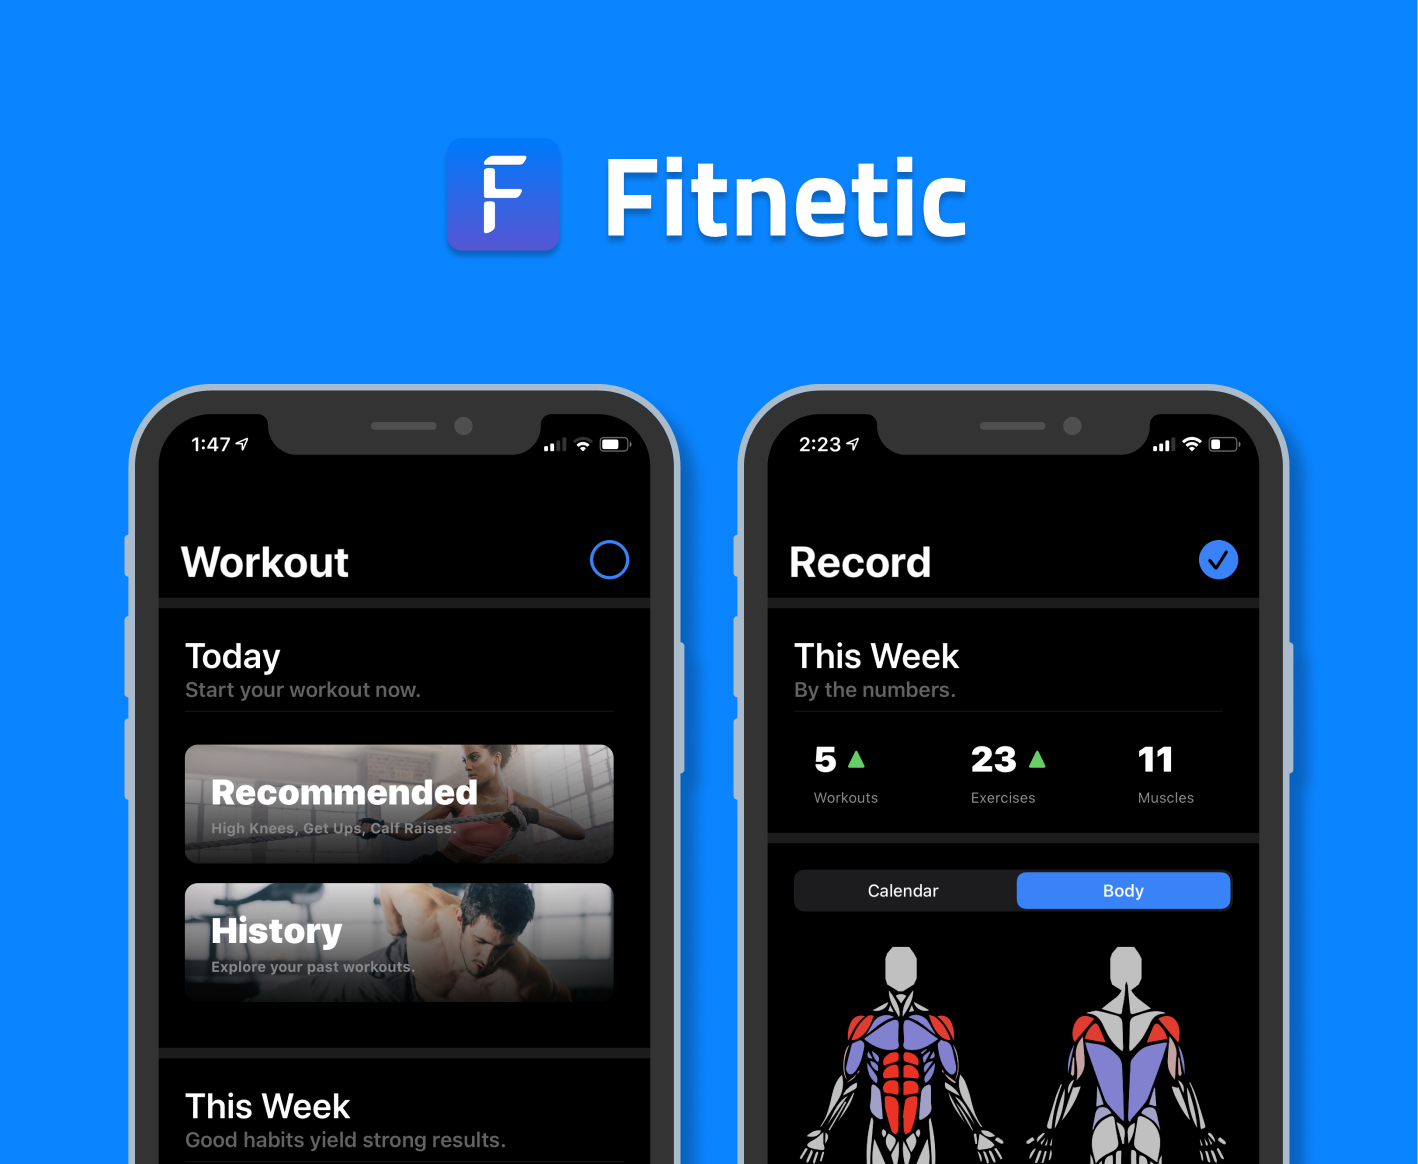 F Fitnetic
1:47
Workout
Today
Start your workout now.
Recommended
High Knees, Get Ups, Calf Raises.
History
Explore your past workouts.
This Week
Good habits yield strong results.
2:23
Record
This Week
By the numbers.
5 23 11
Workouts Exercises Muscles
Calendar Body